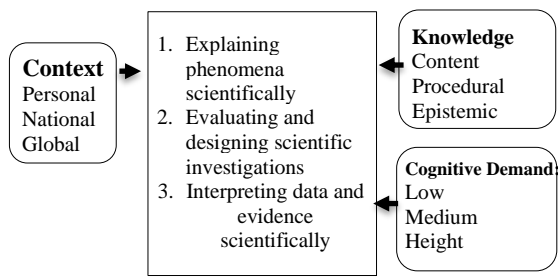 Context
Personal
National
Global
1. Explaining
phenomena
scientifically
2. Evaluating and
designing scientific
investigations
3. Interpreting data and
evidence
scientifically
Knowledge
Content
Procedural
Epistemic
Cognitive Demand:
Low
Medium
Height